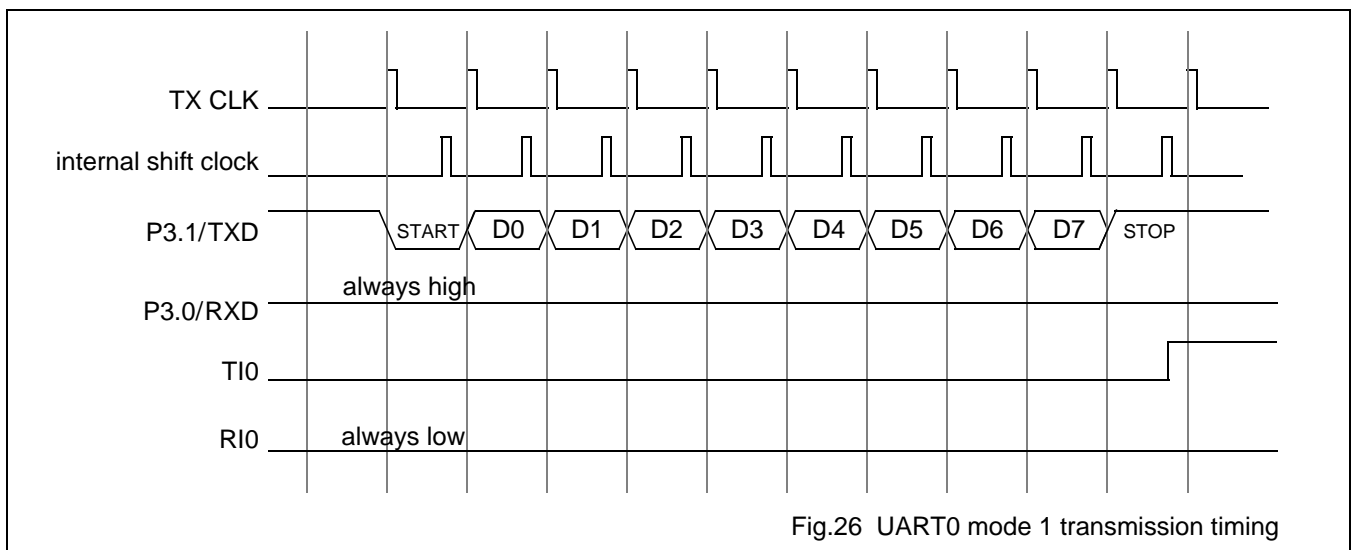 TX CLK
internal shift clock
P3.1/TXD START D0 D1 D2 D3 D4 D5 D6 D7 STOP
always high
P3.0/RXD
TI0
RI0 always low
Fig.26 UART0 mode 1 transmission timing